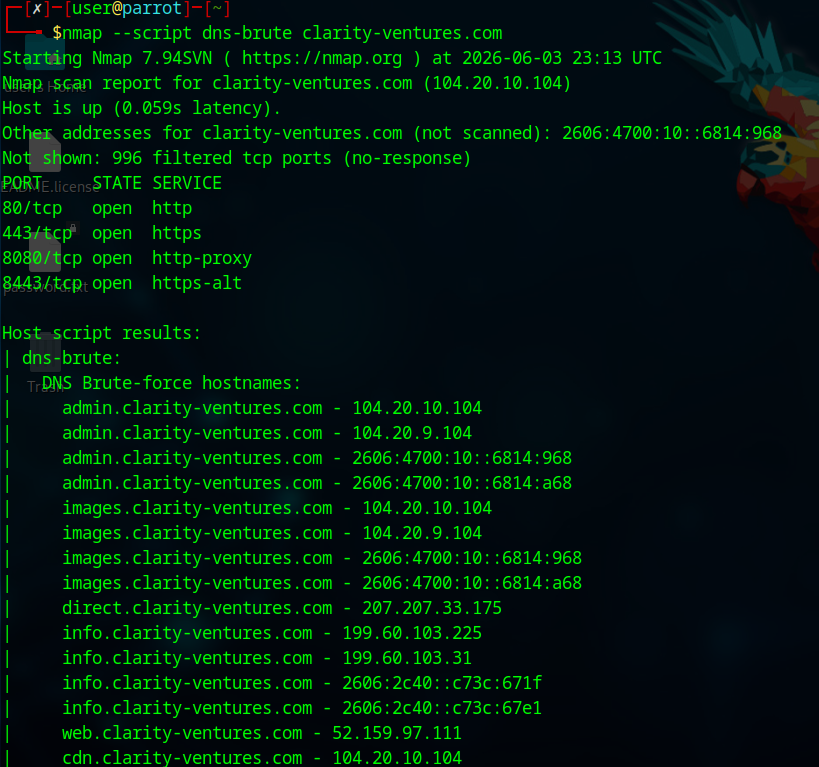 [✗]─[user@parrot]─[~]
$nmap --script dns-brute clarity-ventures.com
Starting Nmap 7.94SVN ( https://nmap.org ) at 2026-06-03 23:13 UTC
Nmap scan report for clarity-ventures.com (104.20.10.104)
Host is up (0.059s latency).
Other addresses for clarity-ventures.com (not scanned): 2606:4700:10::6814:968
Not shown: 996 filtered tcp ports (no-response)
PORT     STATE SERVICE
80/tcp   open  http
443/tcp  open  https
8080/tcp open  http-proxy
8443/tcp open  https-alt
Host script results:
| dns-brute:
|   DNS Brute-force hostnames:
|     admin.clarity-ventures.com - 104.20.10.104
|     admin.clarity-ventures.com - 104.20.9.104
|     admin.clarity-ventures.com - 2606:4700:10::6814:968
|     admin.clarity-ventures.com - 2606:4700:10::6814:a68
|     images.clarity-ventures.com - 104.20.10.104
|     images.clarity-ventures.com - 104.20.9.104
|     images.clarity-ventures.com - 2606:4700:10::6814:968
|     images.clarity-ventures.com - 2606:4700:10::6814:a68
|     direct.clarity-ventures.com - 207.207.33.175
|     info.clarity-ventures.com - 199.60.103.225
|     info.clarity-ventures.com - 199.60.103.31
|     info.clarity-ventures.com - 2606:2c40::c73c:671f
|     info.clarity-ventures.com - 2606:2c40::c73c:67e1
|     web.clarity-ventures.com - 52.159.97.111
|     cdn.clarity-ventures.com - 104.20.10.104
Trash